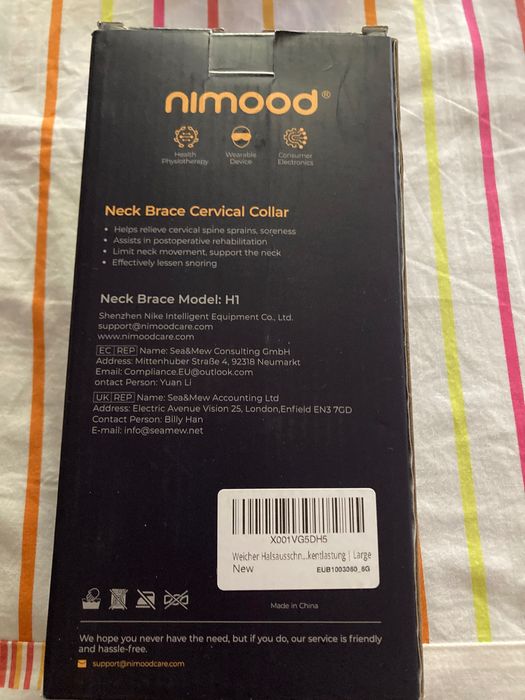 nimood®
Health
Physiotherapy
Wearable
Device
Consumer
Electronics
Neck Brace Cervical Collar
• Helps relieve cervical spine sprains, soreness
• Assists in postoperative rehabilitation
• Limit neck movement, support the neck
• Effectively lessen snoring
Neck Brace Model: H1
Shenzhen Nike Intelligent Equipment Co., Ltd.
support@nimoodcare.com
www.nimoodcare.com
EC REP Name: Sea&Mew Consulting GmbH
Address: Mittenhuber Straße 4, 92318 Neumarkt
Email: Compliance.EU@outlook.com
ontact Person: Yuan Li
UK REP Name: Sea&Mew Accounting Ltd
Address: Electric Avenue Vision 25, London,Enfield EN3 7GD
Contact Person: Billy Han
E-mail: info@seamew.net
X001VG5DH5
Weicher Halsausschn...kentlastung | Large
New
EUB1003060_6G
Made in China
We hope you never have the need, but if you do, our service is friendly
and hassle-free.
support@nimoodcare.com